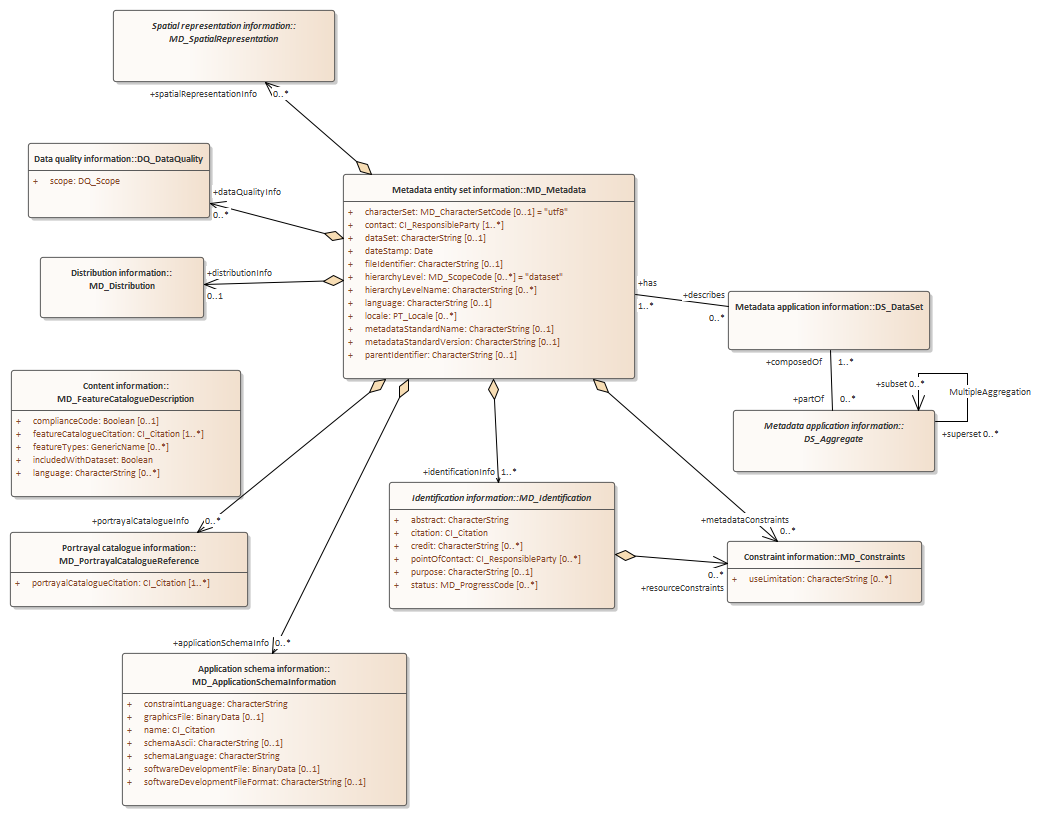 Spatial representation information::
MD_SpatialRepresentation
+spatialRepresentationInfo
0..*
Data quality information::DQ_DataQuality
+ scope: DQ_Scope
+dataQualityInfo
0..*
Distribution information::
MD_Distribution
+distributionInfo
0..1
Metadata entity set information::MD_Metadata
+ characterSet: MD_CharacterSetCode [0..1] = "utf8"
+ contact: CI_ResponsibleParty [1..*]
+ dataSet: CharacterString [0..1]
+ dateStamp: Date
+ fileIdentifier: CharacterString [0..1]
+ hierarchyLevel: MD_ScopeCode [0..*] = "dataset"
+ hierarchyLevelName: CharacterString [0..*]
+ language: CharacterString [0..1]
+ locale: PT_Locale [0..*]
+ metadataStandardName: CharacterString [0..1]
+ metadataStandardVersion: CharacterString [0..1]
+ parentIdentifier: CharacterString [0..1]
+has
1..*
+describes
0..*
Metadata application information::DS_DataSet
+composedOf
1..*
+partOf
0..*
+subset 0..*
MultipleAggregation
+superset 0..*
Metadata application information::
DS_Aggregate
Content information::
MD_FeatureCatalogueDescription
+ complianceCode: Boolean [0..1]
+ featureCatalogueCitation: CI_Citation [1..*]
+ featureTypes: GenericName [0..*]
+ includedWithDataset: Boolean
+ language: CharacterString [0..*]
+portrayalCatalogueInfo
0..*
Portrayal catalogue information::
MD_PortrayalCatalogueReference
+ portrayalCatalogueCitation: CI_Citation [1..*]
+identificationInfo
1..*
Identification information::MD_Identification
+ abstract: CharacterString
+ citation: CI_Citation
+ credit: CharacterString [0..*]
+ pointOfContact: CI_ResponsibleParty [0..*]
+ purpose: CharacterString [0..1]
+ status: MD_ProgressCode [0..*]
+metadataConstraints
0..*
0..*
+resourceConstraints
Constraint information::MD_Constraints
+ useLimitation: CharacterString [0..*]
+applicationSchemaInfo
0..*
Application schema information::
MD_ApplicationSchemaInformation
+ constraintLanguage: CharacterString
+ graphicsFile: BinaryData [0..1]
+ name: CI_Citation
+ schemaAscii: CharacterString [0..1]
+ schemaLanguage: CharacterString
+ softwareDevelopmentFile: BinaryData [0..1]
+ softwareDevelopmentFileFormat: CharacterString [0..1]